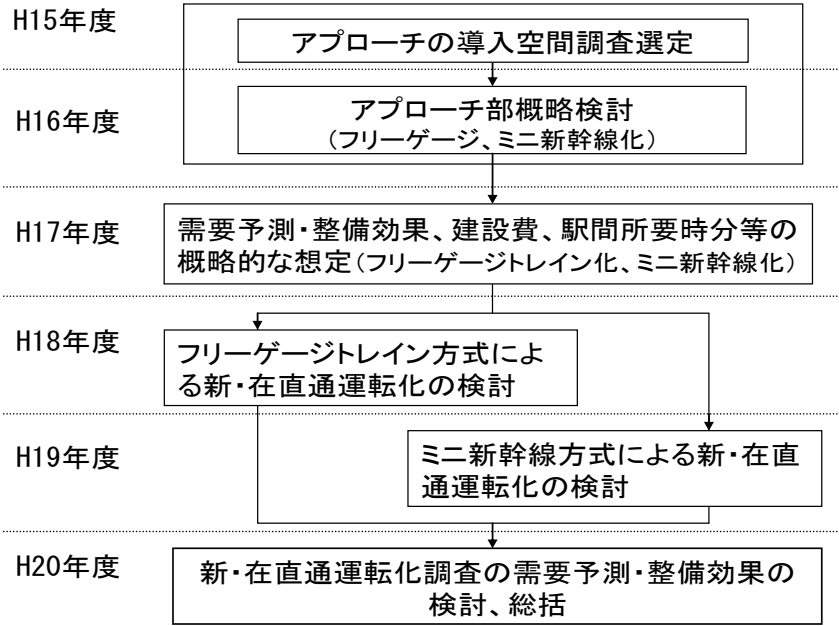 H15年度
アプローチの導入空間調査選定
H16年度
アプローチ部概略検討
（フリーゲージ、ミニ新幹線化）
H17年度
需要予測・整備効果、建設費、駅間所要時分等の
概略的な想定（フリーゲージトレイン化、ミニ新幹線化）
H18年度
フリーゲージトレイン方式によ
る新・在直通運転化の検討
H19年度
ミニ新幹線方式による新・在直
通運転化の検討
H20年度
新・在直通運転化調査の需要予測・整備効果の
検討、総括